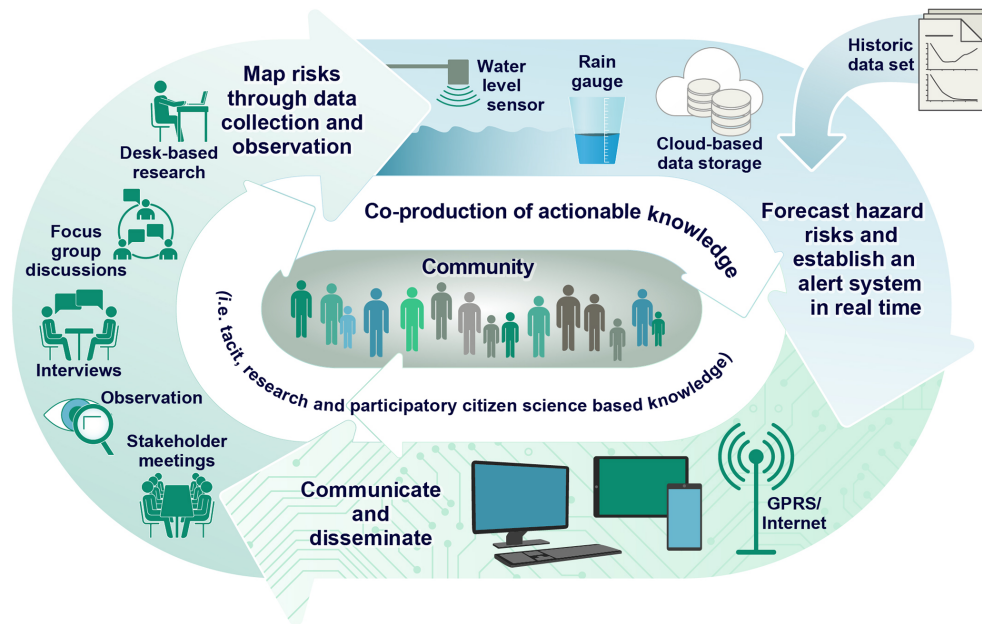 Map risks
through data
collection and
observation
Desk-based
research
Focus
group
discussions
Interviews
Observation
Stakeholder
meetings
Water
level
sensor
Rain
gauge
Cloud-based
data storage
Historic
data set
Forecast hazard
risks and
establish an
alert system
in real time
Co-production of actionable knowledge
Community
(i.e. tacit, research and participatory citizen science based knowledge)
Communicate
and
disseminate
GPRS/
Internet